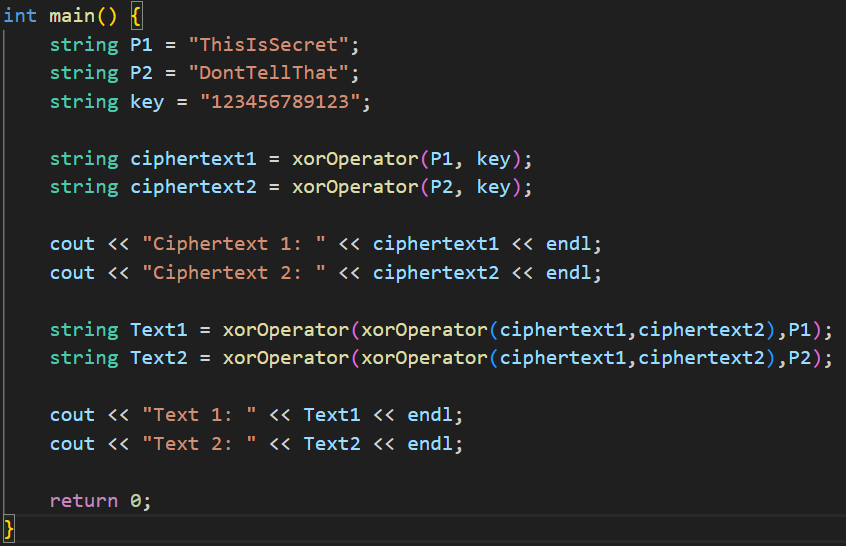 int main() {
    string P1 = "ThisIsSecret";
    string P2 = "DontTellThat";
    string key = "123456789123";
    string ciphertext1 = xorOperator(P1, key);
    string ciphertext2 = xorOperator(P2, key);
    cout << "Ciphertext 1: " << ciphertext1 << endl;
    cout << "Ciphertext 2: " << ciphertext2 << endl;
    string Text1 = xorOperator(xorOperator(ciphertext1,ciphertext2),P1);
    string Text2 = xorOperator(xorOperator(ciphertext1,ciphertext2),P2);
    cout << "Text 1: " << Text1 << endl;
    cout << "Text 2: " << Text2 << endl;
    return 0;
}